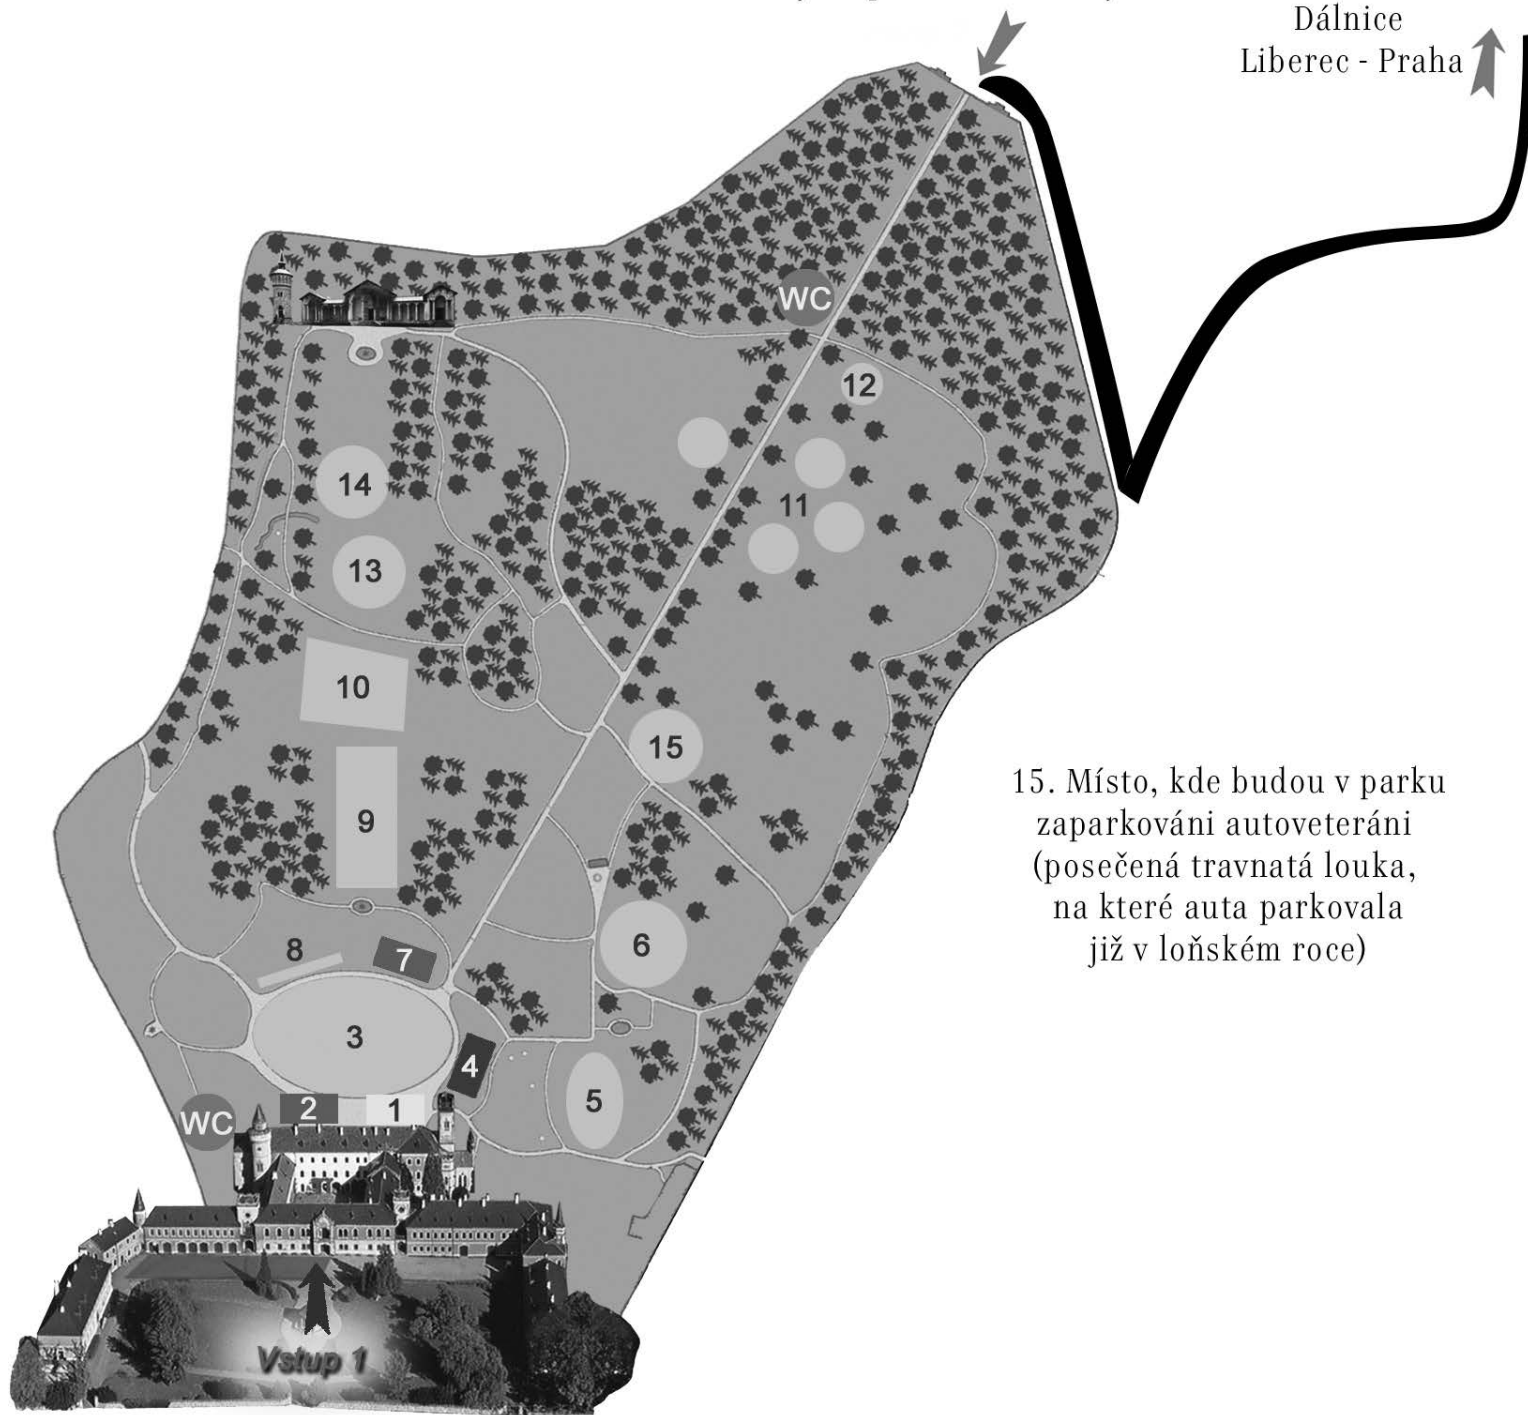 Dálnice
Liberec - Praha
WC
12
14
11
13
10
15
15. Místo, kde budou v parku
zaparkováni autoveteráni
(posečená travnatá louka,
na které auta parkovala
již v loňském roce)
9
8
7
6
3
4
5
2
1
WC
Vstup 1